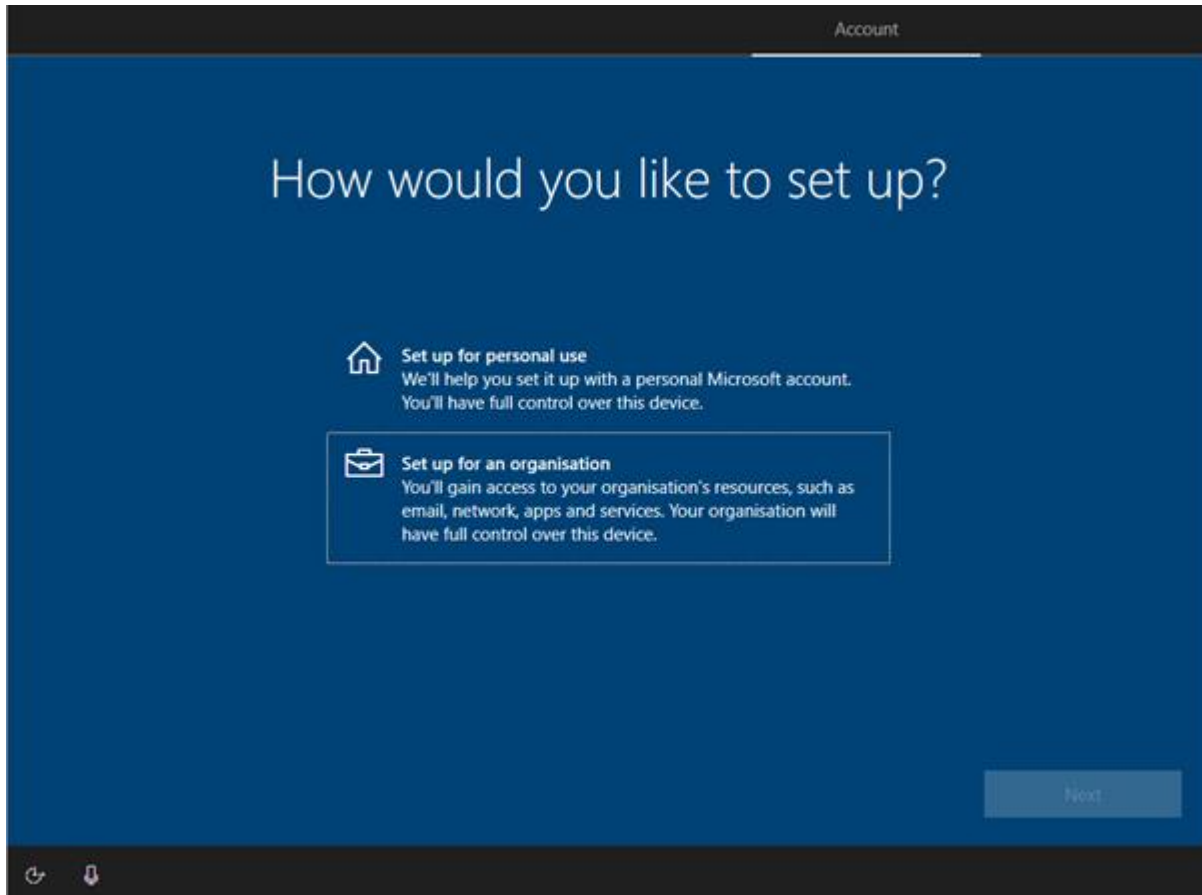 Account
How would you like to set up?
Set up for personal use
We'll help you set it up with a personal Microsoft account.
You'll have full control over this device.
Set up for an organisation
You'll gain access to your organisation's resources, such as
email, network, apps and services. Your organisation will
have full control over this device.
Next